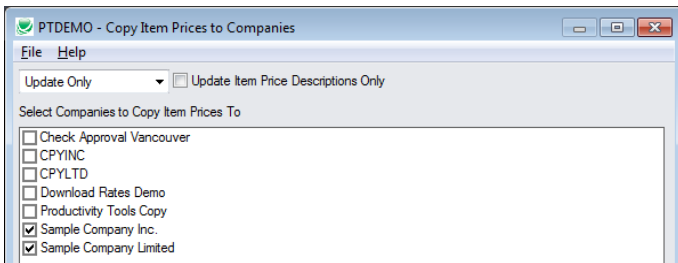 PTDEMO - Copy Item Prices to Companies
File Help
Update Only Update Item Price Descriptions Only
Select Companies to Copy Item Prices To
Check Approval Vancouver
CPYINC
CPYLTD
Download Rates Demo
Productivity Tools Copy
Sample Company Inc.
Sample Company Limited